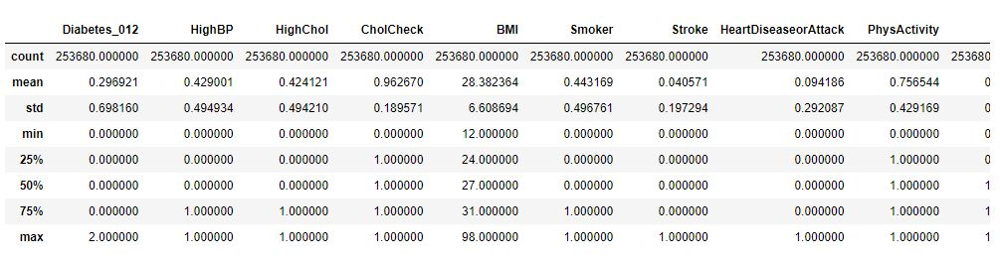 Diabetes_012 HighBP HighChol CholCheck BMI Smoker Stroke HeartDiseaseorAttack PhysActivity
count 253680.000000 253680.000000 253680.000000 253680.000000 253680.000000 253680.000000 253680.000000 253680.000000 253680.000000 253680
mean 0.296921 0.429001 0.424121 0.962670 28.382364 0.443169 0.040571 0.094186 0.756544 0
std 0.698160 0.494934 0.494210 0.189571 6.608694 0.496761 0.197294 0.292087 0.429169 0
min 0.000000 0.000000 0.000000 0.000000 12.000000 0.000000 0.000000 0.000000 0.000000 0
25% 0.000000 0.000000 0.000000 1.000000 24.000000 0.000000 0.000000 0.000000 1.000000 0
50% 0.000000 0.000000 0.000000 1.000000 27.000000 0.000000 0.000000 0.000000 1.000000 1
75% 0.000000 1.000000 1.000000 1.000000 31.000000 1.000000 0.000000 0.000000 1.000000 1
max 2.000000 1.000000 1.000000 1.000000 98.000000 1.000000 1.000000 1.000000 1.000000 1